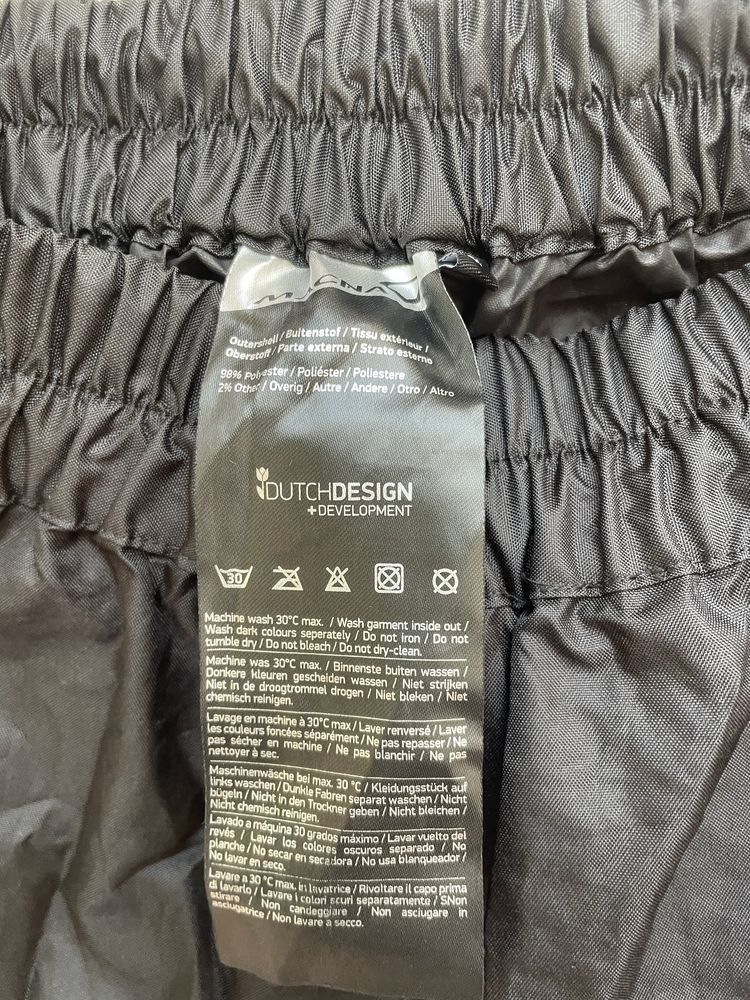 MACNA
Outershell / Buitenstof / Tissu extérieur /
Oberstoff / Parte externa / Strato esterno
98% Polyester / Poliéster / Poliestere
2% Other / Overig / Autre / Andere / Otro / Altro
DUTCHDESIGN
+DEVELOPMENT
30
Machine wash 30°C max. / Wash garment inside out /
Wash dark colours seperately / Do not iron / Do not
tumble dry / Do not bleach / Do not dry-clean.
Machine was 30°C max. / Binnenste buiten wassen /
Donkere kleuren gescheiden wassen / Niet strijken
Niet in de droogtrommel drogen / Niet bleken / Niet
chemisch reinigen.
Lavage en machine à 30°C max / Laver renversé / Laver
les couleurs foncées séparément / Ne pas repasser / Ne
pas sécher en machine / Ne pas blanchir / Ne pas
nettoyer à sec.
Maschinenwäsche bei max. 30 °C / Kleidungsstück auf
links waschen / Dunkle Fabren separat waschen / Nicht
bügeln / Nicht in den Trockner geben / Nicht bleichen /
Nicht chemisch reinigen.
Lavado a máquina 30 grados máximo / Lavar vuelto del
revés / Lavar los colores oscuros separado / No
planche / No secar en secadora / No usa blanqueador /
No lavar en seco.
Lavare a 30 °C max. in lavatrice / Rivoltare il capo prima
di lavarlo / Lavare i colori scuri separatamente / SNon
stirare / Non candeggiare / Non asciugare in
asciugatrice / Non lavare a secco.